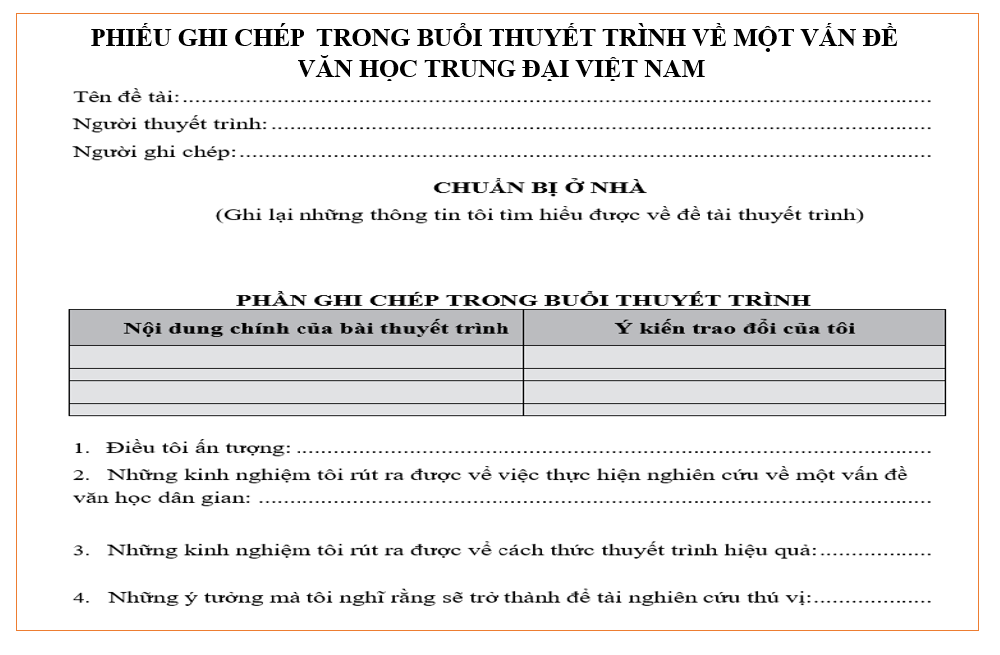 PHIẾU GHI CHÉP TRONG BUỔI THUYẾT TRÌNH VỀ MỘT VẤN ĐỀ
VĂN HỌC TRUNG ĐẠI VIỆT NAM
Tên đề tài:....................................................................................................
Người thuyết trình:....................................................................................................
Người ghi chép:....................................................................................................
CHUẨN BỊ Ở NHÀ
(Ghi lại những thông tin tôi tìm hiểu được về đề tài thuyết trình)
PHẦN GHI CHÉP TRONG BUỔI THUYẾT TRÌNH
Nội dung chính của bài thuyết trình Ý kiến trao đổi của tôi
1. Điều tôi ấn tượng: ....................................................................................................
2. Những kinh nghiệm tôi rút ra được về việc thực hiện nghiên cứu về một vấn đề
văn học dân gian: ....................................................................................................
3. Những kinh nghiệm tôi rút ra được về cách thức thuyết trình hiệu quả:..................
4. Những ý tưởng mà tôi nghĩ rằng sẽ trở thành để tài nghiên cứu thú vị:...................